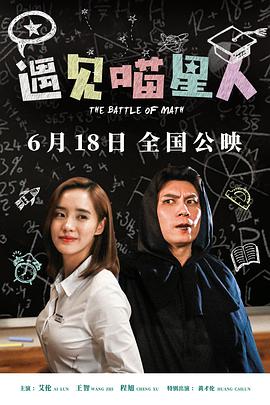 遇见喵星人
THE BATTLE OF MATH
6月18日 全国公映
主演：艾伦 AI LUN 王智 WANG ZHI 程旭 CHENG XU 特别出演：黄才伦 HUANG CAILUN